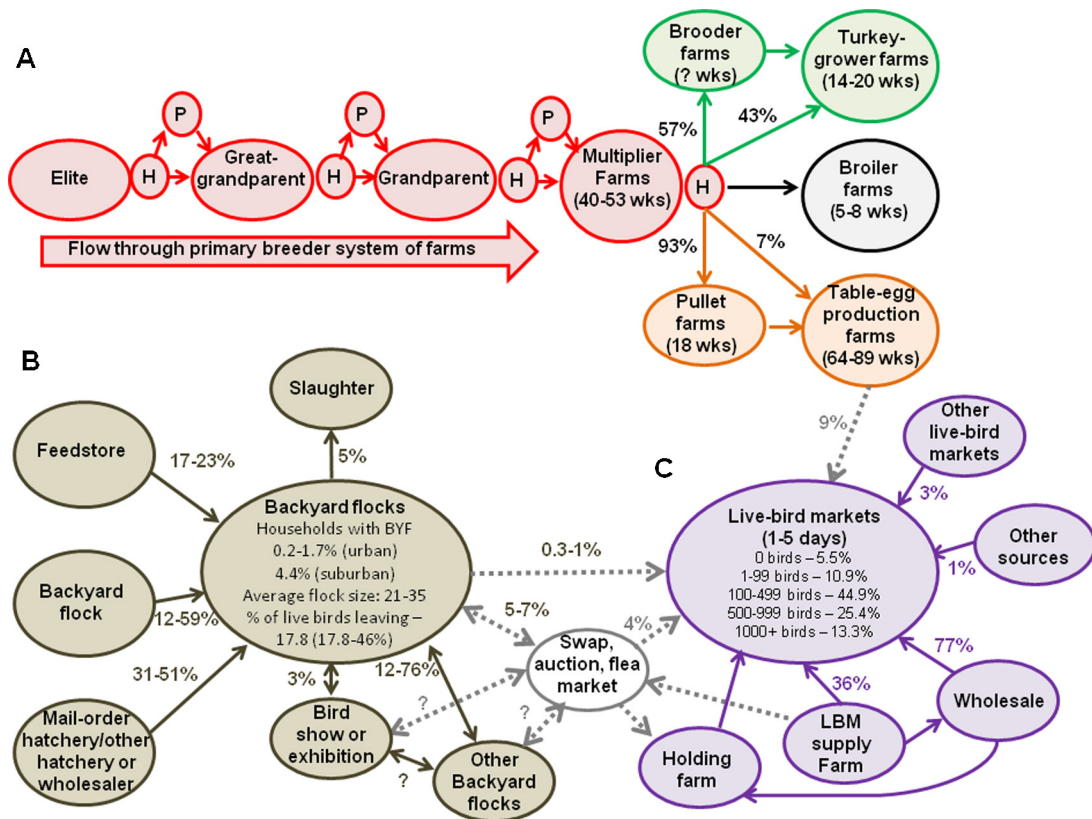 A
Elite
H
P
Great-
grandparent
H
P
Grandparent
H
P
Multiplier
Farms
(40-53 wks)
H
Flow through primary breeder system of farms
57%
Brooder
farms
(? wks)
43%
Turkey-
grower farms
(14-20 wks)
Broiler
farms
(5-8 wks)
93%
7%
Pullet
farms
(18 wks)
Table-egg
production
farms
(64-89 wks)
9%
B
Slaughter
5%
Feedstore
17-23%
Backyard
flock
12-59%
Mail-order
hatchery/other
hatchery or
wholesaler
31-51%
Backyard flocks
Households with BYF
0.2-1.7% (urban)
4.4% (suburban)
Average flock size: 21-35
% of live birds leaving –
17.8 (17.8-46%)
3%
Bird
show or
exhibition
12-76%
Other
Backyard
flocks
?
?
?
0.3-1%
5-7%
Swap,
auction, flea
market
4%
C
Live-bird markets
(1-5 days)
0 birds – 5.5%
1-99 birds – 10.9%
100-499 birds – 44.9%
500-999 birds – 25.4%
1000+ birds – 13.3%
Other
live-bird
markets
3%
Other
sources
1%
77%
Wholesale
36%
LBM
supply
Farm
Holding
farm